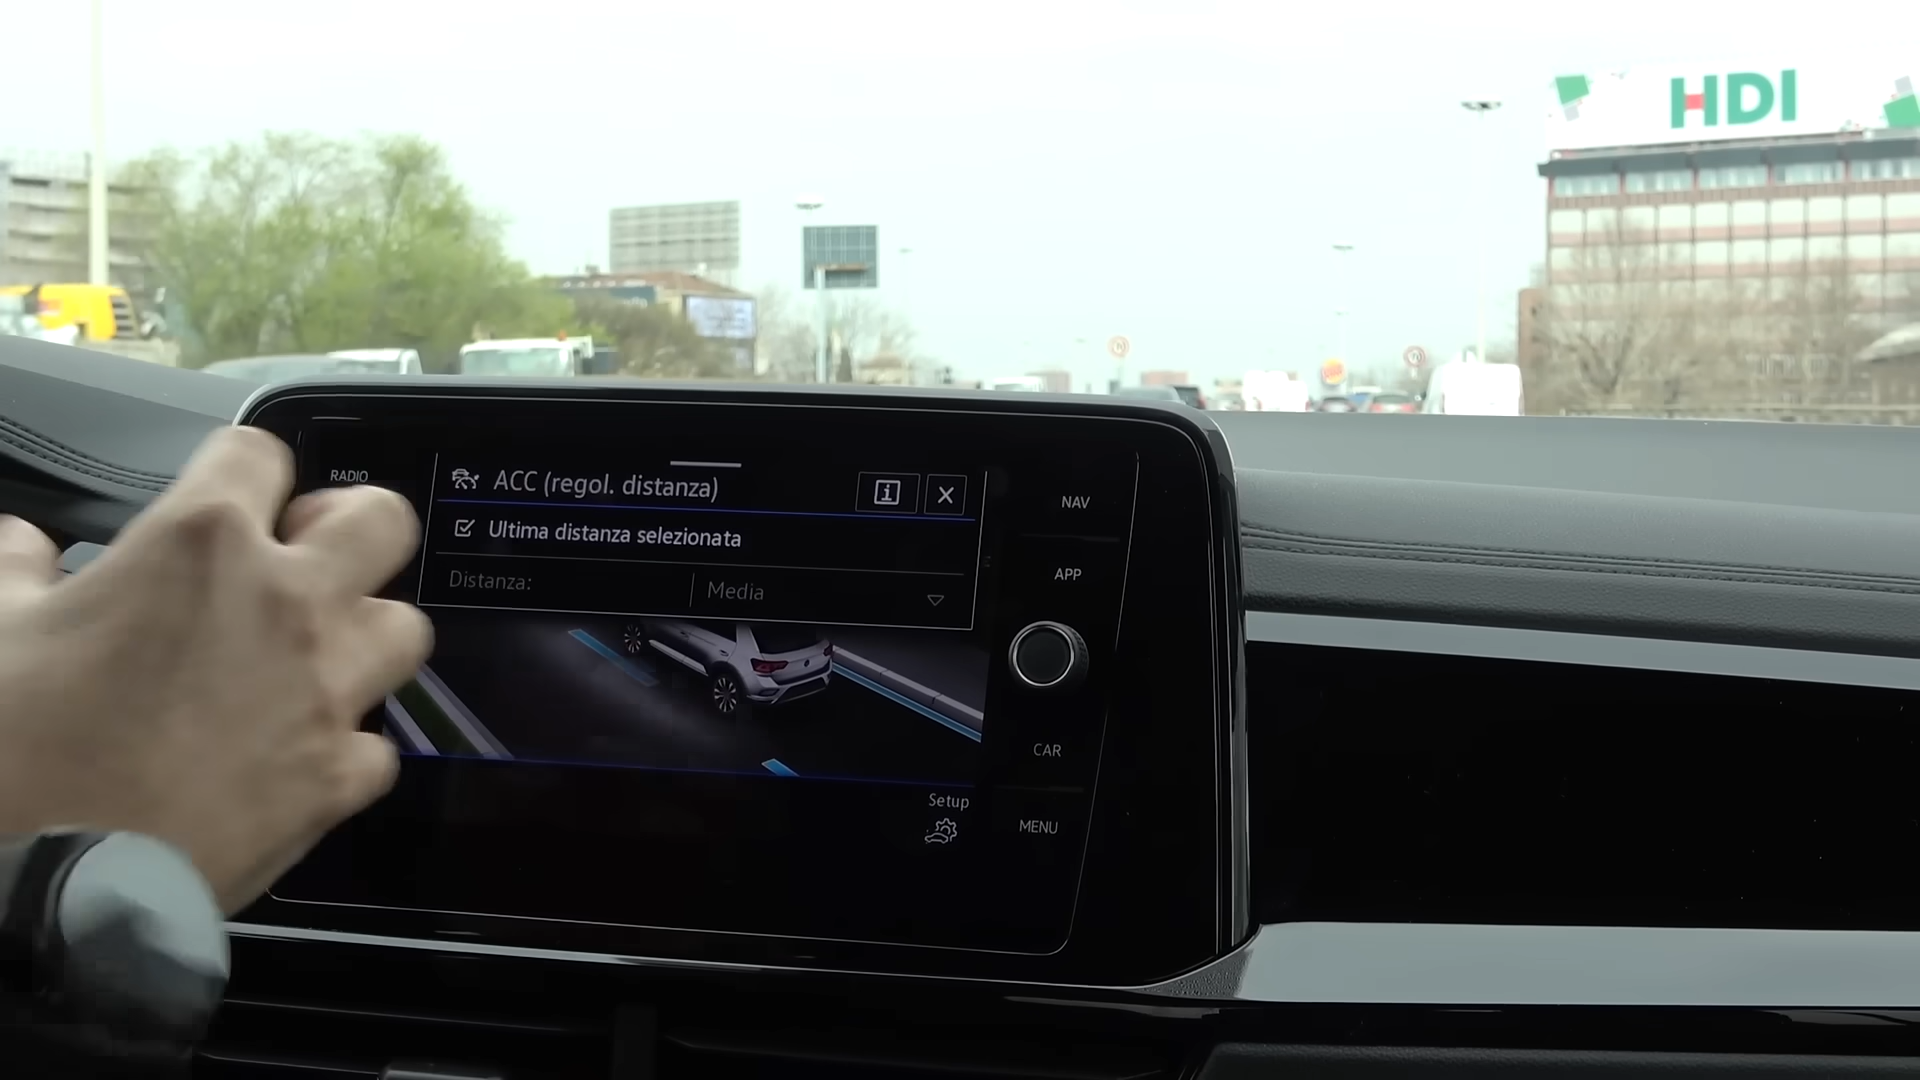 HDI
RADIO
ACC (regol. distanza)
Ultima distanza selezionata
Distanza:
Media
NAV
APP
CAR
Setup
MENU